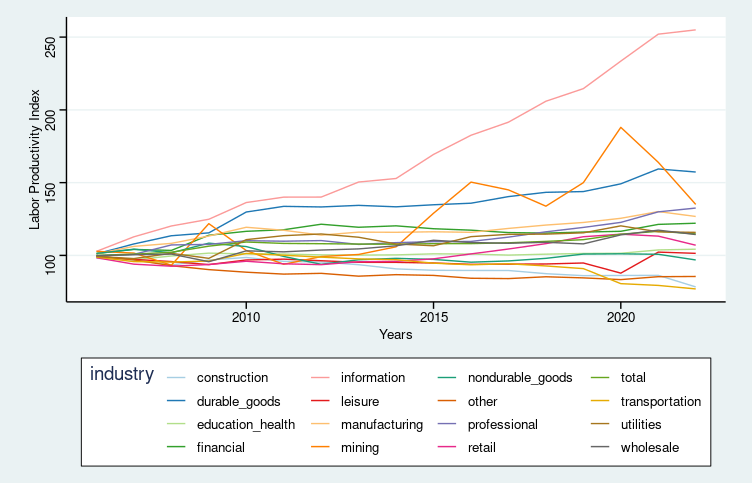 250
200
150
100
Labor Productivity Index
2010 2015 2020
Years
industry
construction information nondurable_goods total
durable_goods leisure other transportation
education_health manufacturing professional utilities
financial mining retail wholesale